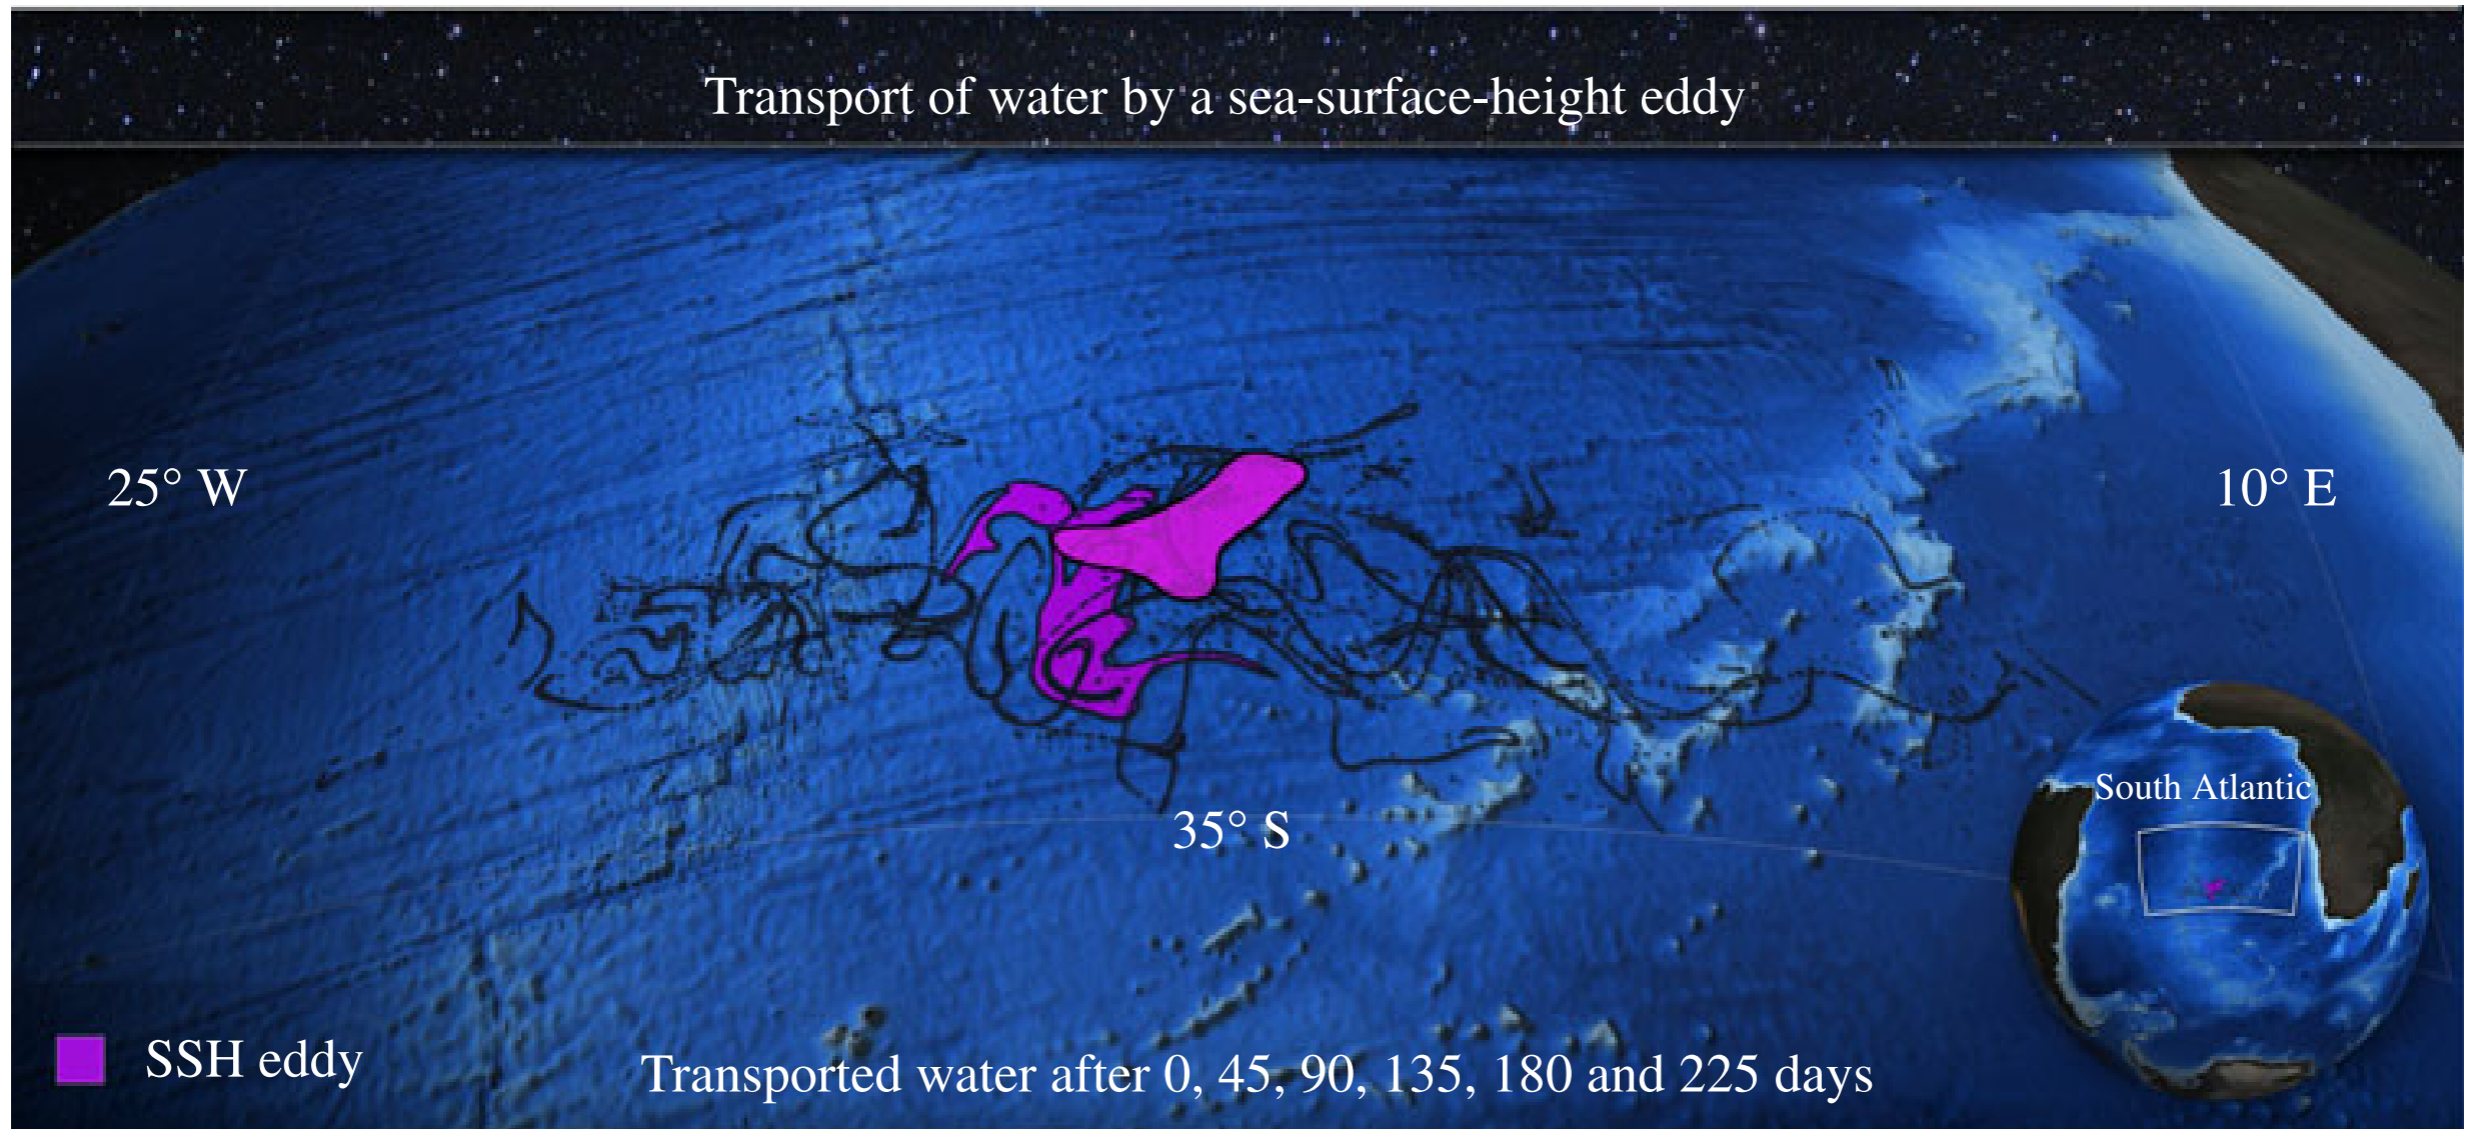 Transport of water by a sea-surface-height eddy
25° W
10° E
South Atlantic
35° S
SSH eddy
Transported water after 0, 45, 90, 135, 180 and 225 days